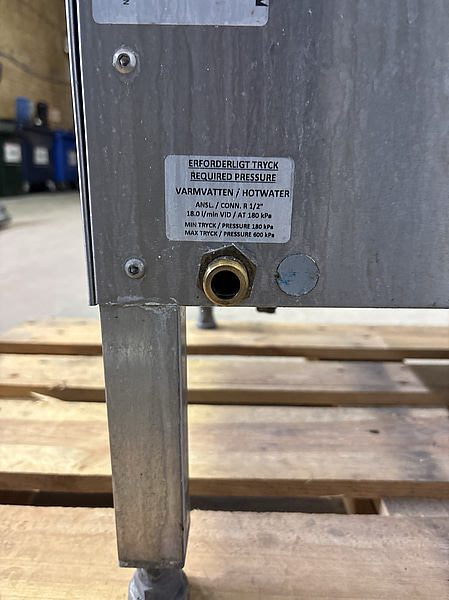 ERFORDERLIGT TRYCK
REQUIRED PRESSURE
VARMVATTEN / HOTWATER
ANSL. / CONN. R 1/2"
18.0 l/min VID / AT 180 kPa
MIN TRYCK / PRESSURE 180 kPa
MAX TRYCK / PRESSURE 600 kPa